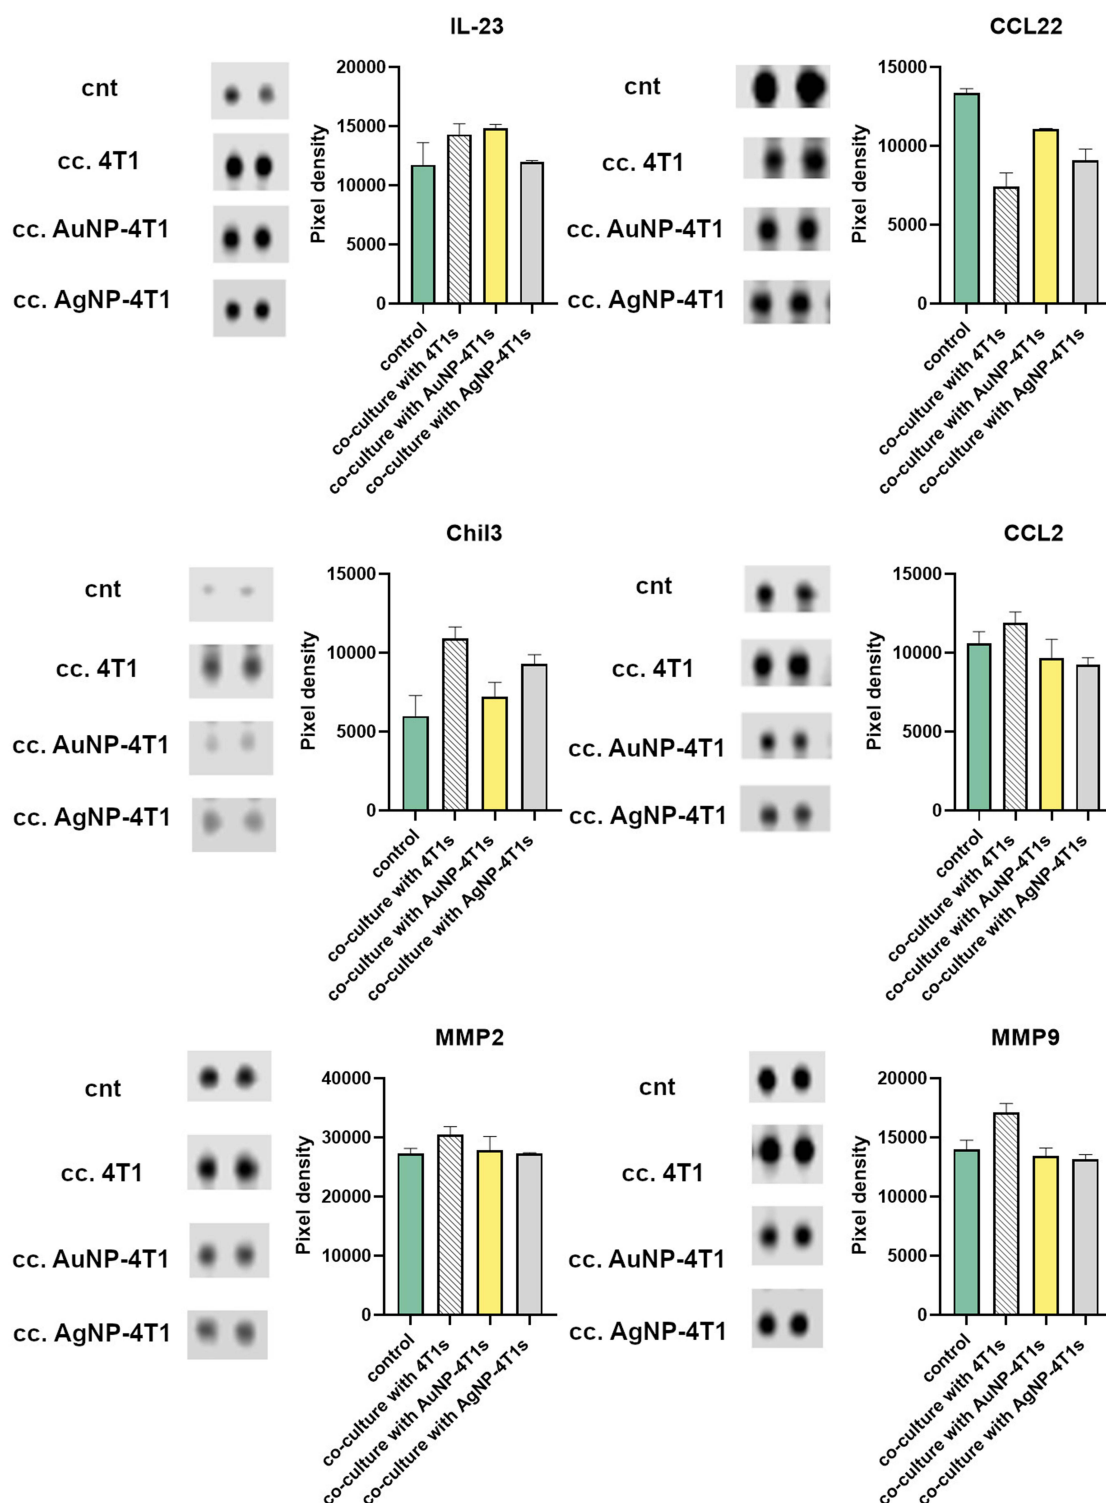 IL-23
cnt
cc. 4T1
cc. AuNP-4T1
cc. AgNP-4T1
Pixel density
20000
15000
10000
5000
0
control
co-culture with 4T1s
co-culture with AuNP-4T1s
co-culture with AgNP-4T1s
CCL22
cnt
cc. 4T1
cc. AuNP-4T1
cc. AgNP-4T1
Pixel density
15000
10000
5000
0
control
co-culture with 4T1s
co-culture with AuNP-4T1s
co-culture with AgNP-4T1s
Chil3
cnt
cc. 4T1
cc. AuNP-4T1
cc. AgNP-4T1
Pixel density
15000
10000
5000
0
control
co-culture with 4T1s
co-culture with AuNP-4T1s
co-culture with AgNP-4T1s
CCL2
cnt
cc. 4T1
cc. AuNP-4T1
cc. AgNP-4T1
Pixel density
15000
10000
5000
0
control
co-culture with 4T1s
co-culture with AuNP-4T1s
co-culture with AgNP-4T1s
MMP2
cnt
cc. 4T1
cc. AuNP-4T1
cc. AgNP-4T1
Pixel density
40000
30000
20000
10000
0
control
co-culture with 4T1s
co-culture with AuNP-4T1s
co-culture with AgNP-4T1s
MMP9
cnt
cc. 4T1
cc. AuNP-4T1
cc. AgNP-4T1
Pixel density
20000
15000
10000
5000
0
control
co-culture with 4T1s
co-culture with AuNP-4T1s
co-culture with AgNP-4T1s